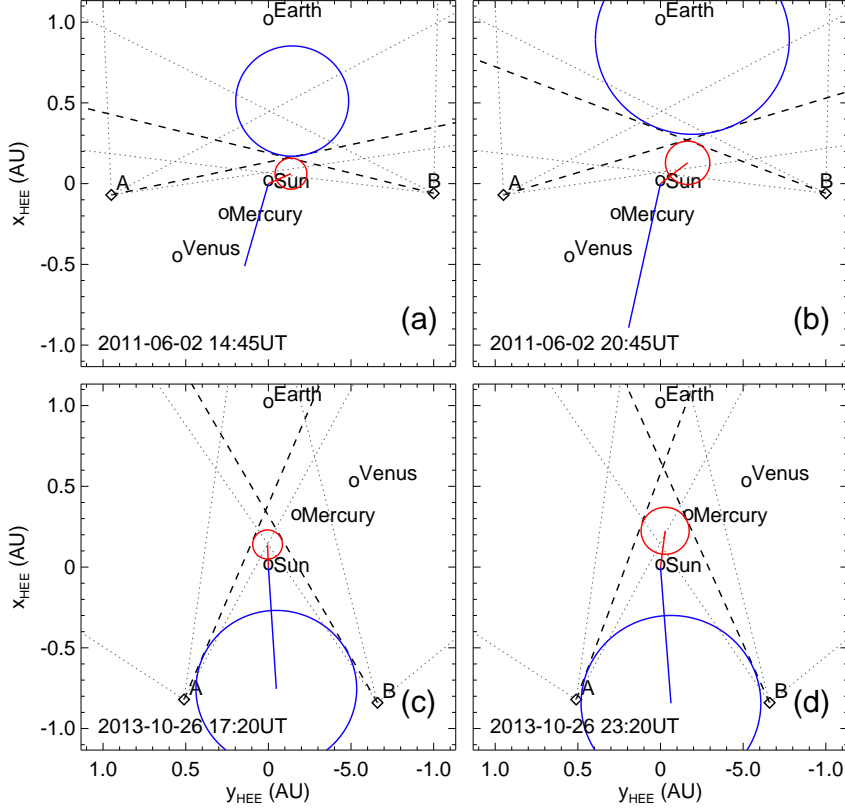 Earth
Earth
1.0
0.5
0
-0.5
-1.0
x_HEE (AU)
A
Sun
B
Mercury
Venus
(a)
2011-06-02 14:45UT
A
Sun
B
Mercury
Venus
(b)
2011-06-02 20:45UT
Earth
Earth
1.0
0.5
0
-0.5
-1.0
x_HEE (AU)
Venus
Mercury
Sun
A
B
(c)
2013-10-26 17:20UT
Venus
Mercury
Sun
A
B
(d)
2013-10-26 23:20UT
1.0 0.5 0 -5.0 -1.0
1.0 0.5 0 -5.0 -1.0
y_HEE (AU)
y_HEE (AU)